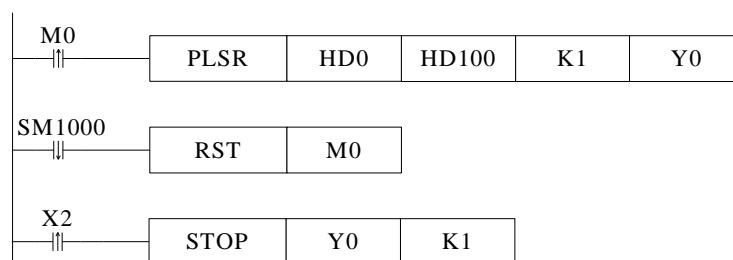 M0
PLSR HD0 HD100 K1 Y0
SM1000
RST M0
X2
STOP Y0 K1